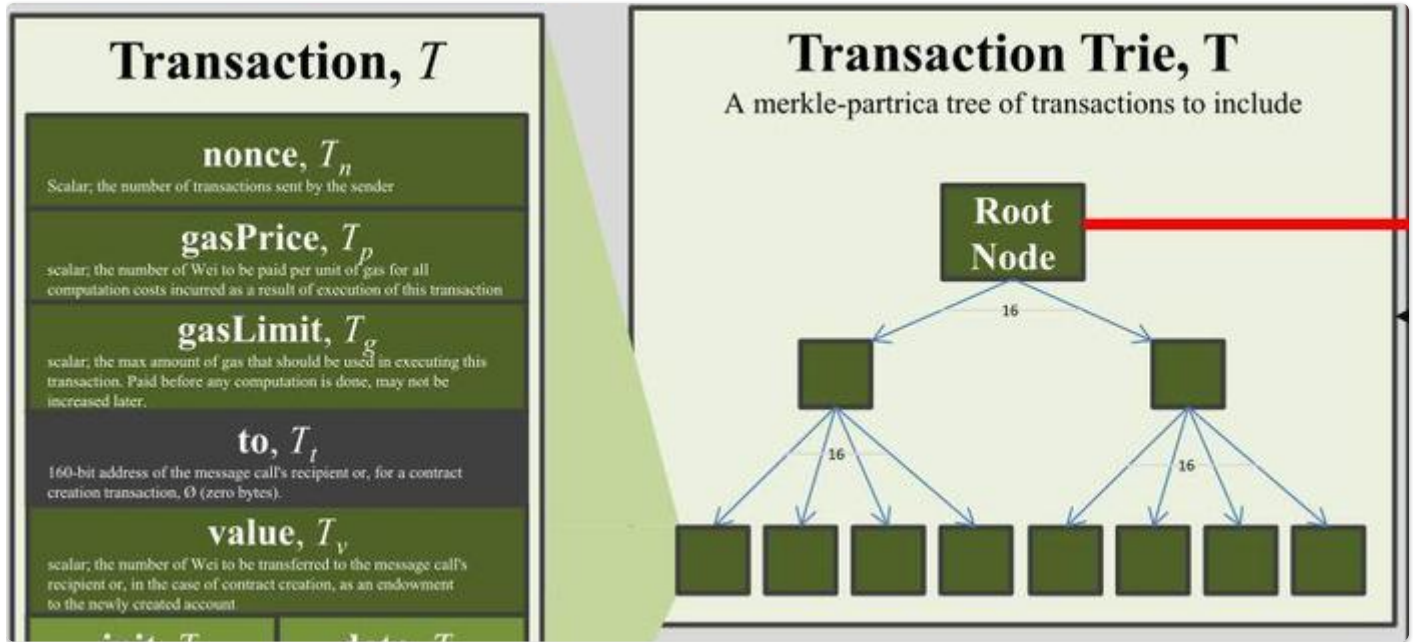 Transaction, T
nonce, Tn
Scalar; the number of transactions sent by the sender
gasPrice, Tp
scalar; the number of Wei to be paid per unit of gas for all
computation costs incurred as a result of execution of this transaction
gasLimit, Tg
scalar; the max amount of gas that should be used in executing this
transaction. Paid before any computation is done, may not be
increased later.
to, Tt
160-bit address of the message call's recipient or, for a contract
creation transaction, Ø (zero bytes).
value, Tv
scalar; the number of Wei to be transferred to the message call's
recipient or, in the case of contract creation, as an endowment
to the newly created account
Transaction Trie, T
A merkle-partrica tree of transactions to include
Root
Node
16
16
16